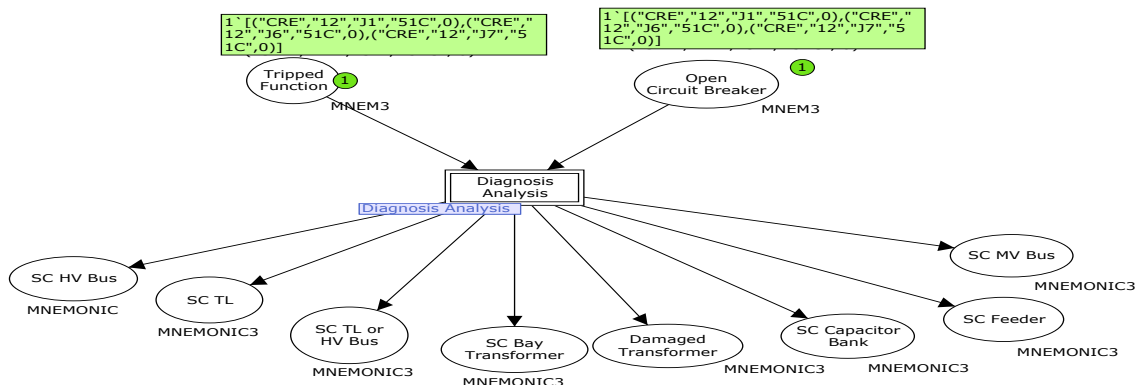 1`[("CRE","12","J1","51C",0),("CRE","
12","J6","51C",0),("CRE","12","J7","5
1C",0)]
1`[("CRE","12","J1","51C",0),("CRE","
12","J6","51C",0),("CRE","12","J7","5
1C",0)]
Tripped
Function
1
MNEM3
Open
Circuit Breaker
1
MNEM3
Diagnosis
Analysis
Diagnosis Analysis
SC HV Bus
MNEMONIC
SC TL
MNEMONIC3
SC TL or
HV Bus
MNEMONIC3
SC Bay
Transformer
MNEMONIC3
Damaged
Transformer
MNEMONIC3
SC Capacitor
Bank
MNEMONIC3
SC Feeder
MNEMONIC3
SC MV Bus
MNEMONIC3